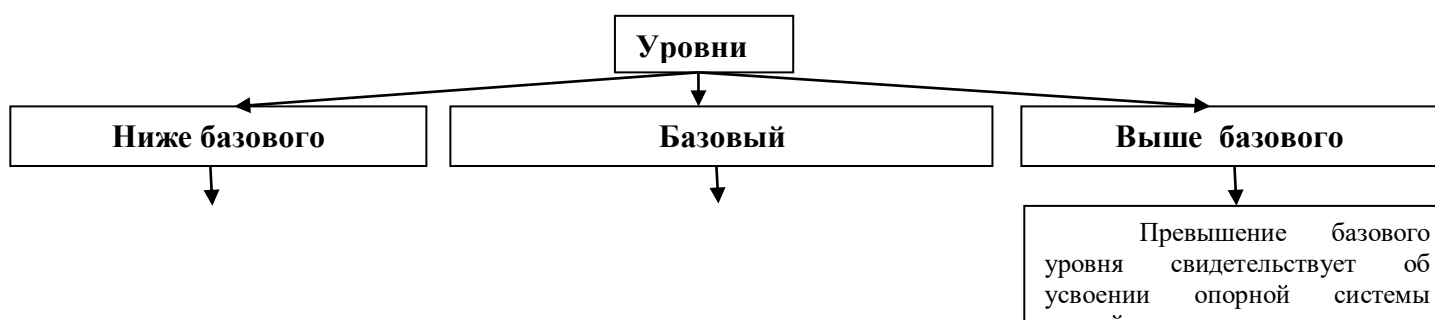 Уровни
Ниже базового
Базовый
Выше базового
Превышение базового
уровня свидетельствует об
усвоении опорной системы